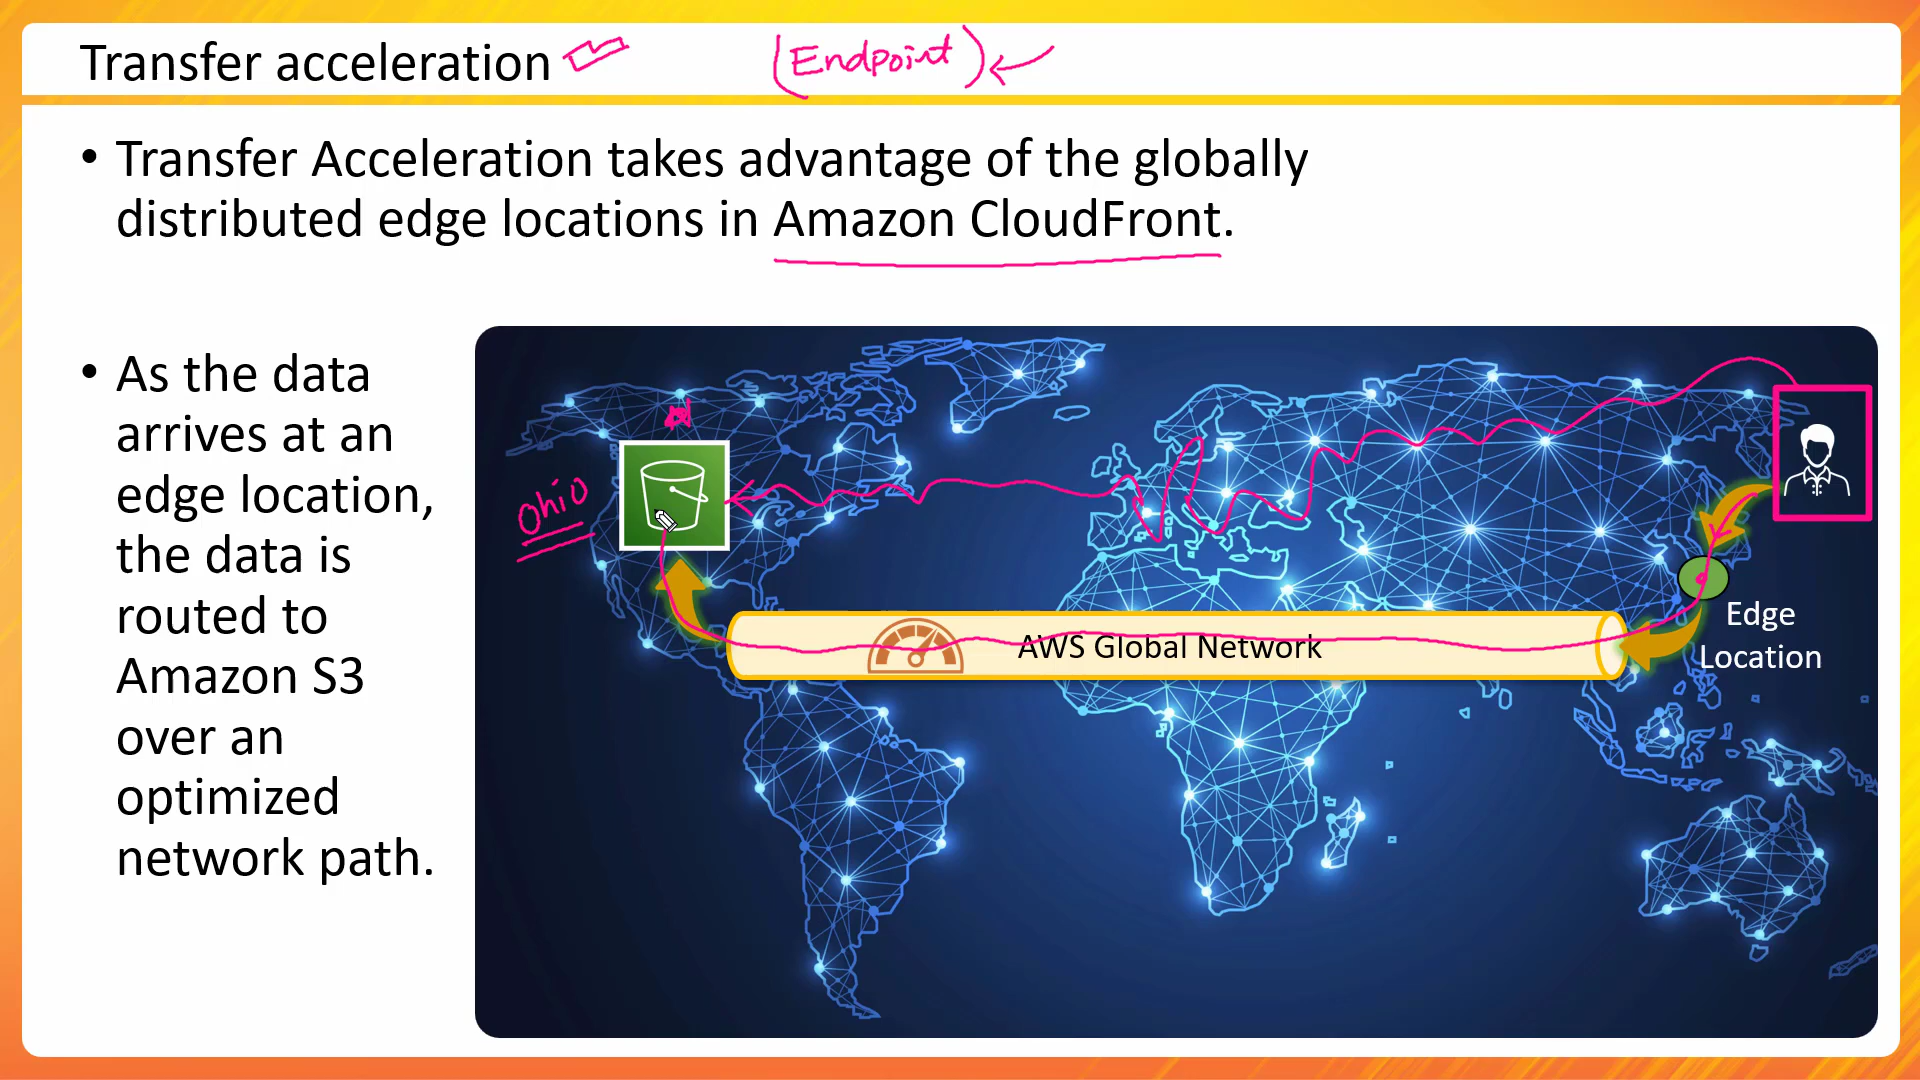 Transfer acceleration (Endpoint)
• Transfer Acceleration takes advantage of the globally
distributed edge locations in Amazon CloudFront.
• As the data
arrives at an
edge location,
the data is
routed to
Amazon S3
over an
optimized
network path.
Ohio
AWS Global Network
Edge
Location